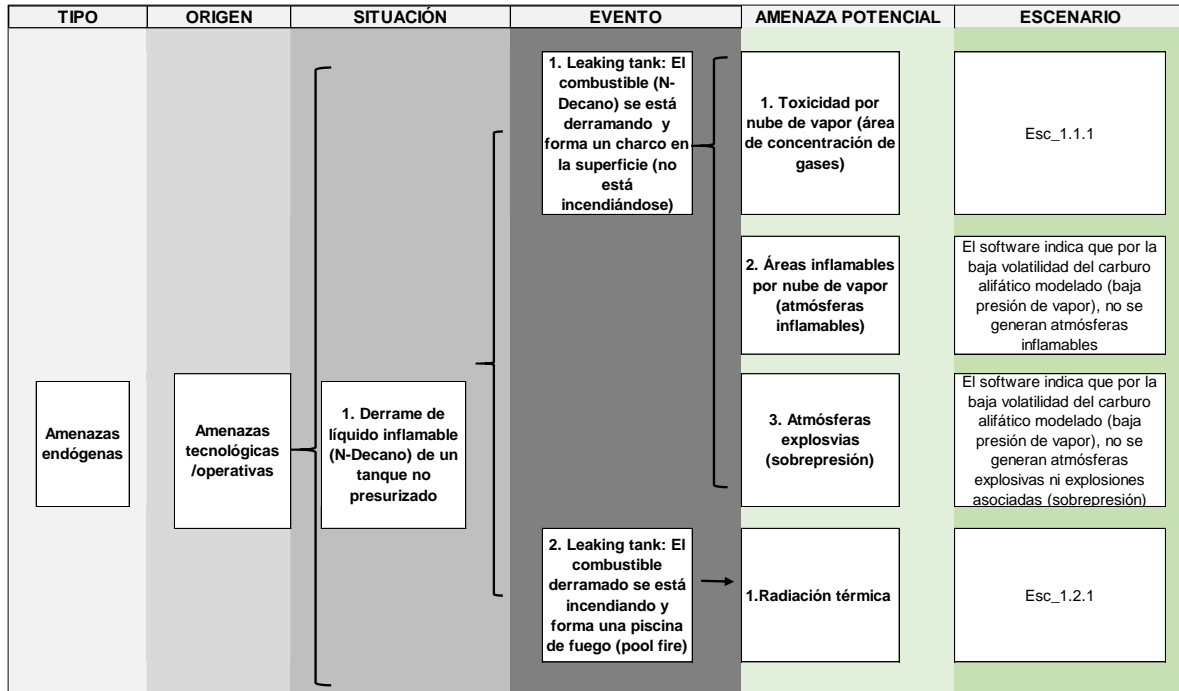 TIPO
ORIGEN
SITUACIÓN
EVENTO
AMENAZA POTENCIAL
ESCENARIO
Amenazas
endógenas
Amenazas
tecnológicas
/operativas
1. Derrame de
líquido inflamable
(N-Decano) de un
tanque no
presurizado
1. Leaking tank: El
combustible (N-
Decano) se está
derramando y
forma un charco en
la superficie (no
está
incendiándose)
1. Toxicidad por
nube de vapor (área
de concentración de
gases)
Esc_1.1.1
2. Áreas inflamables
por nube de vapor
(atmósferas
inflamables)
El software indica que por la
baja volatilidad del carburo
alifático modelado (baja
presión de vapor), no se
generan atmósferas
inflamables
3. Atmósferas
explosvias
(sobrepresión)
El software indica que por la
baja volatilidad del carburo
alifático modelado (baja
presión de vapor), no se
generan atmósferas
explosivas ni explosiones
asociadas (sobrepresión)
2. Leaking tank: El
combustible
derramado se está
incendiando y
forma una piscina
de fuego (pool fire)
1.Radiación térmica
Esc_1.2.1